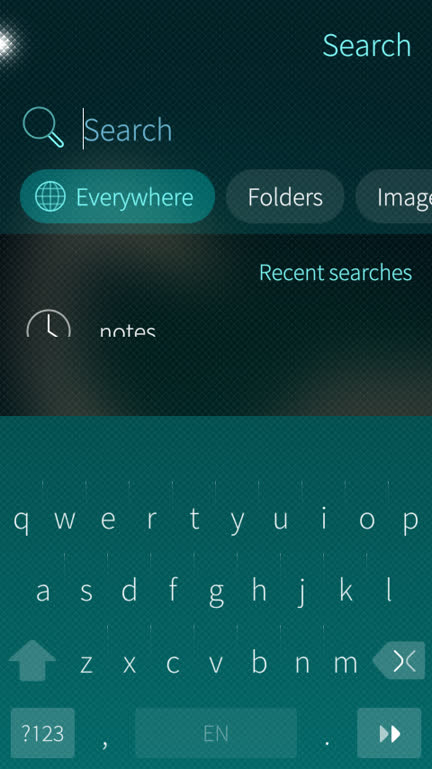 Search
Search
Everywhere Folders Image
Recent searches
notes
q w e r t y u i o p
a s d f g h j k l
z x c v b n m
?123 , EN .